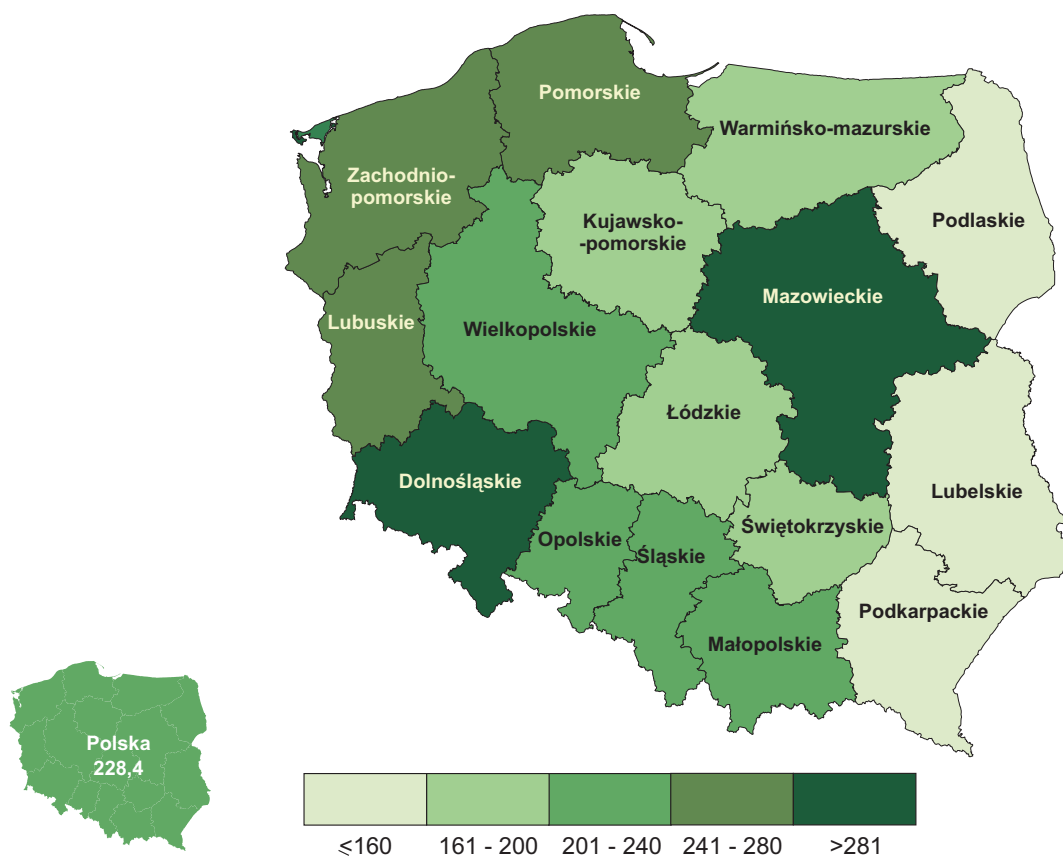 Pomorskie
Warmińsko-mazurskie
Zachodnio-
pomorskie
Kujawsko-
-pomorskie
Podlaskie
Mazowieckie
Lubuskie
Wielkopolskie
Łódzkie
Dolnośląskie
Lubelskie
Opolskie
Śląskie
Świętokrzyskie
Podkarpackie
Małopolskie
Polska
228,4
⩽160
161 - 200
201 - 240
241 - 280
>281